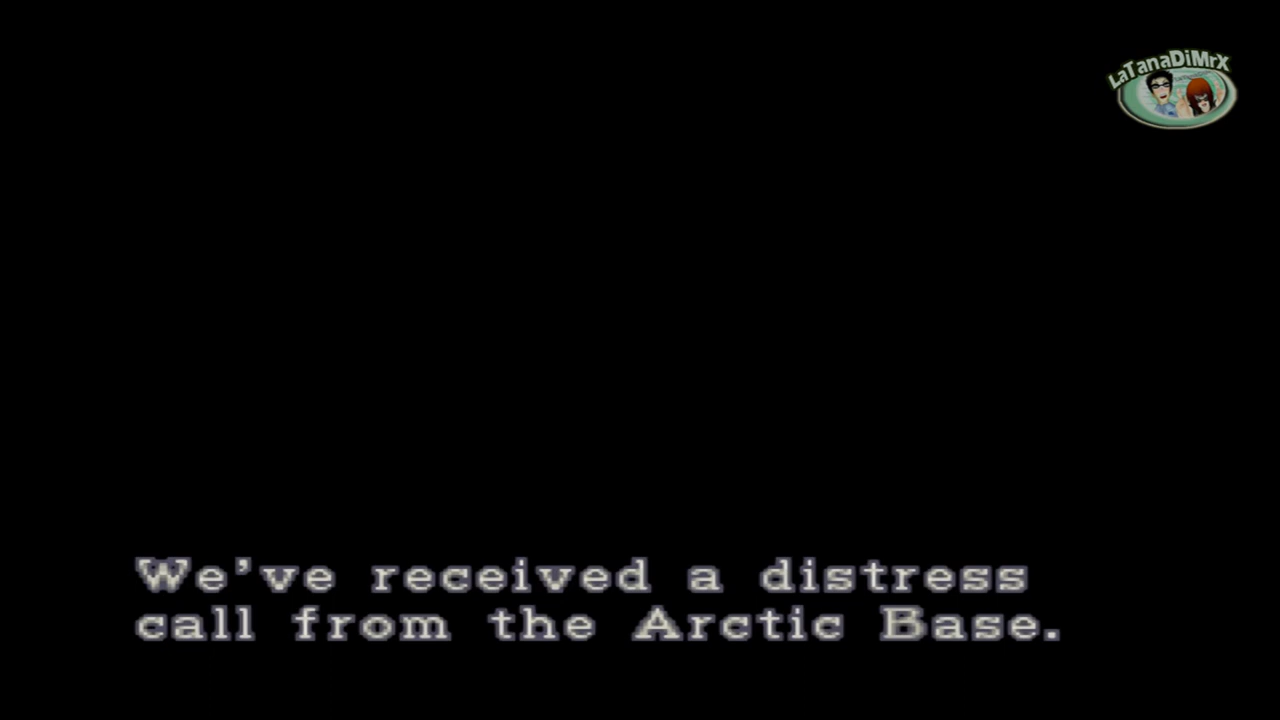 LaTanaDiMrX
We've received a distress
call from the Arctic Base.